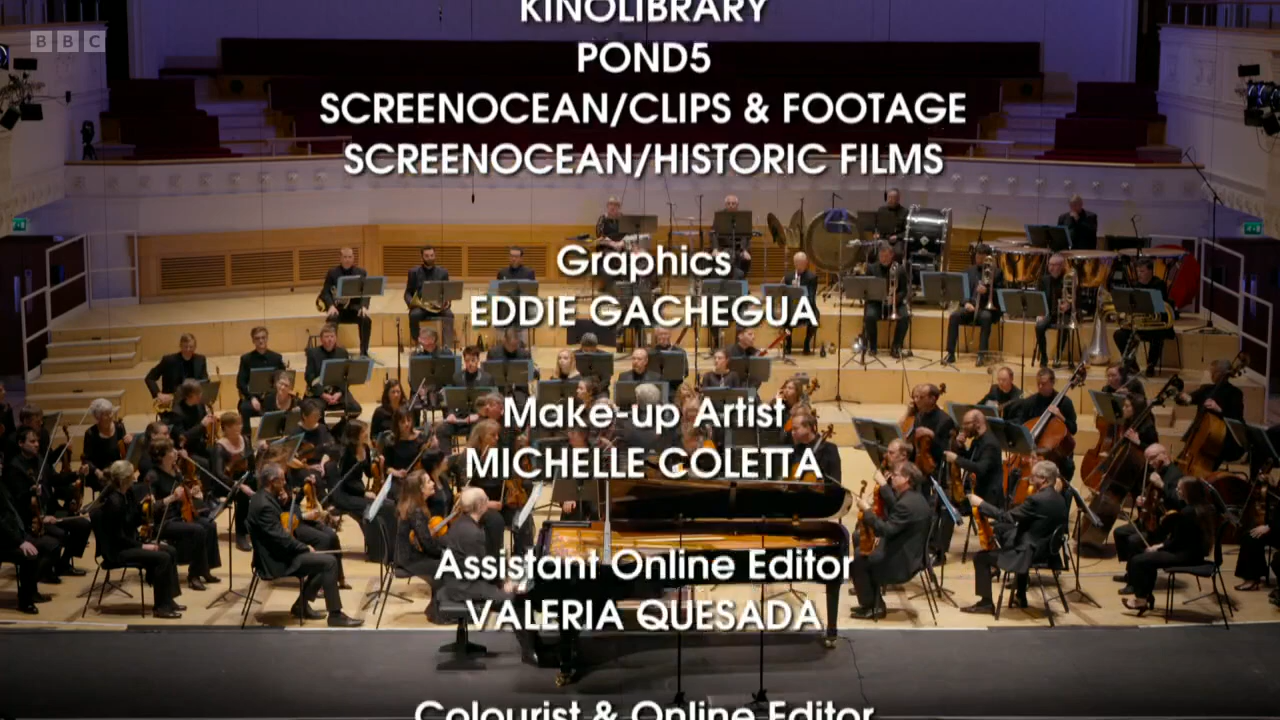 BBC
KINOLIBRARY
POND5
SCREENOCEAN/CLIPS & FOOTAGE
SCREENOCEAN/HISTORIC FILMS
Graphics
EDDIE GACHEGUA
Make-up Artist
MICHELLE COLETTA
Assistant Online Editor
VALERIA QUESADA
Colourist & Online Editor